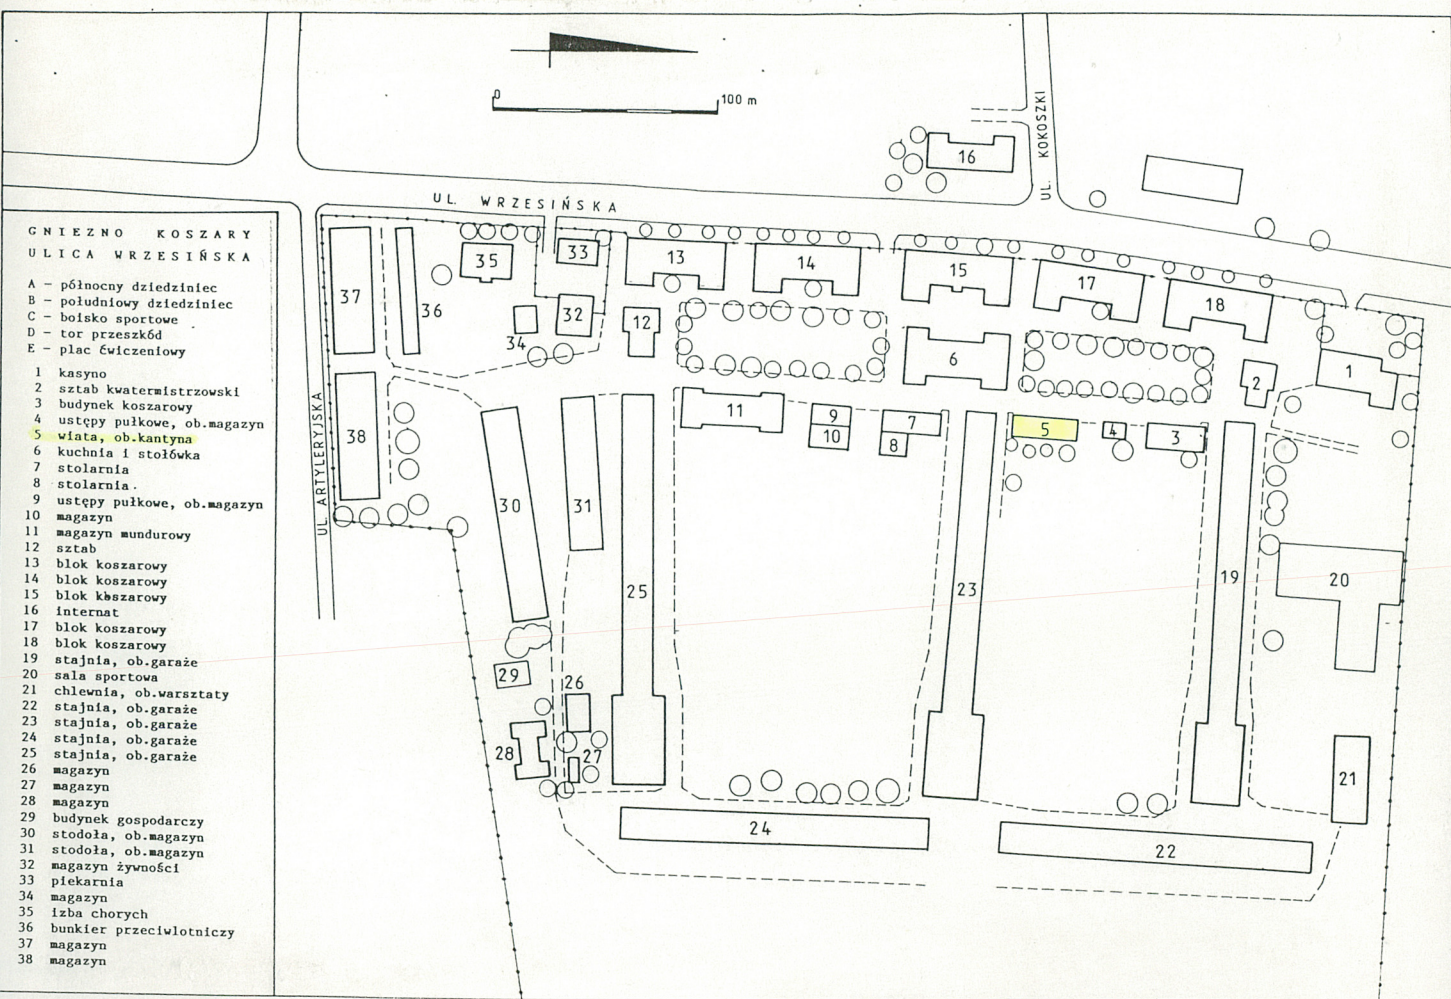 0
100 m
UL. KOKOSZKI
UL. WRZESIŃSKA
UL. ARTYLERYJSKA
GNIEZNO KOSZARY
ULICA WRZESIŃSKA
A – północny dziedziniec
B – południowy dziedziniec
C – boisko sportowe
D – tor przeszkód
E – plac ćwiczeniowy
1 kasyno
2 sztab kwatermistrzowski
3 budynek koszarowy
4 ustępy pułkowe, ob.magazyn
5 wiata, ob.kantyna
6 kuchnia i stołówka
7 stolarnia
8 stolarnia.
9 ustępy pułkowe, ob.magazyn
10 magazyn
11 magazyn mundurowy
12 sztab
13 blok koszarowy
14 blok koszarowy
15 blok koszarowy
16 internat
17 blok koszarowy
18 blok koszarowy
19 stajnia, ob.garaże
20 sala sportowa
21 chlewnia, ob.warsztaty
22 stajnia, ob.garaże
23 stajnia, ob.garaże
24 stajnia, ob.garaże
25 stajnia, ob.garaże
26 magazyn
27 magazyn
28 magazyn
29 budynek gospodarczy
30 stodoła, ob.magazyn
31 stodoła, ob.magazyn
32 magazyn żywności
33 piekarnia
34 magazyn
35 izba chorych
36 bunkier przeciwlotniczy
37 magazyn
38 magazyn
16
37
36
35
33
34
32
13
14
15
17
18
12
6
2
1
38
11
9
10
7
8
5
4
3
30
31
25
23
19
20
29
26
28
27
21
24
22